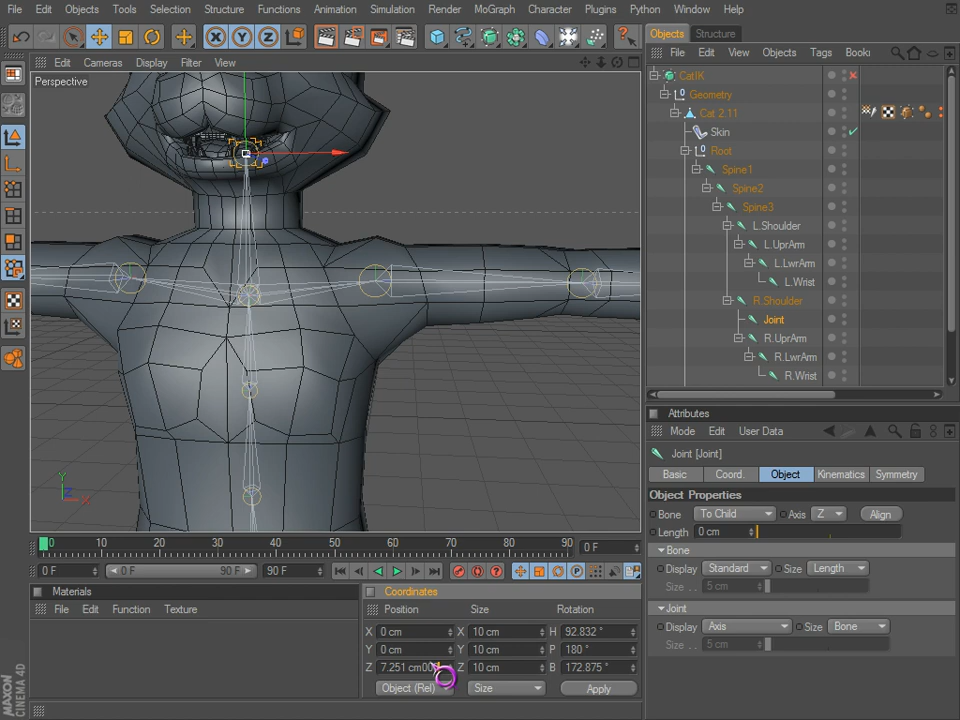 File Edit Objects Tools Selection Structure Functions Animation Simulation Render MoGraph Character Plugins Python Window Help
Edit Cameras Display Filter View
Perspective
Y
X
Z
Objects Structure
File Edit View Objects Tags Booki
CatIK
Geometry
Cat 2.11
Skin
Root
Spine1
Spine2
Spine3
L.Shoulder
L.UprArm
L.LwrArm
L.Wrist
R.Shoulder
Joint
R.UprArm
R.LwrArm
R.Wrist
Attributes
Mode Edit User Data
Joint [Joint]
Basic Coord. Object Kinematics Symmetry
Object Properties
Bone To Child Axis Z Align
Length 0 cm
Bone
Display Standard Size Length
Size . . 5 cm
Joint
Display Axis Size Bone
Size . . 5 cm
0 10 20 30 40 50 60 70 80 90 0 F
0 F 0 F 90 F 90 F
Materials
File Edit Function Texture
Coordinates
Position Size Rotation
X 0 cm X 10 cm H 92.832 °
Y 0 cm Y 10 cm P 180 °
Z 7.251 cm Z 10 cm B 172.875 °
Object (Rel) Size Apply
MAXON
CINEMA 4D